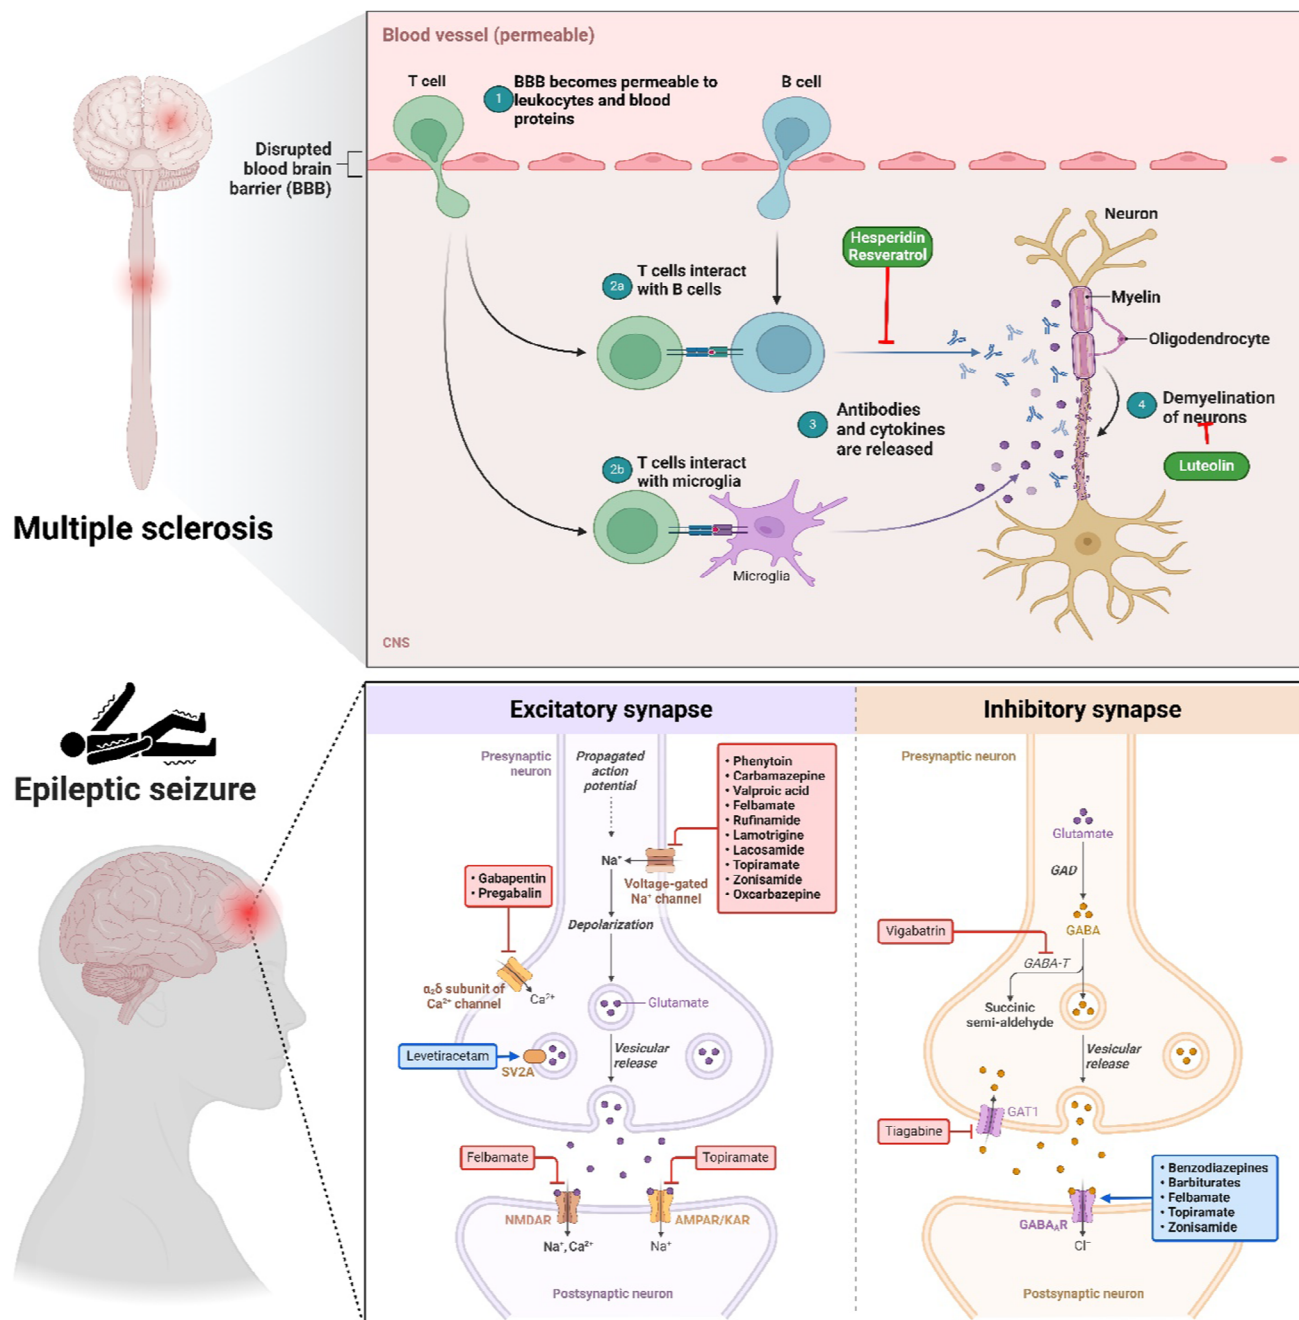 Blood vessel (permeable)
T cell
1
BBB becomes permeable to
leukocytes and blood
proteins
B cell
Disrupted
blood brain
barrier (BBB)
Neuron
Hesperidin
Resveratrol
2a
T cells interact
with B cells
Myelin
Oligodendrocyte
3
Antibodies
and cytokines
are released
4
Demyelination
of neurons
Luteolin
2b
T cells interact
with microglia
Microglia
Multiple sclerosis
CNS
Epileptic seizure
Excitatory synapse
Presynaptic
neuron
Propagated
action
potential
• Phenytoin
• Carbamazepine
• Valproic acid
• Felbamate
• Rufinamide
• Lamotrigine
• Lacosamide
• Topiramate
• Zonisamide
• Oxcarbazepine
Na⁺
Voltage-gated
Na⁺ channel
• Gabapentin
• Pregabalin
Depolarization
α₂δ subunit of
Ca²⁺ channel
Ca²⁺
Glutamate
Levetiracetam
SV2A
Vesicular
release
Felbamate
Topiramate
NMDAR
AMPAR/KAR
Na⁺, Ca²⁺
Na⁺
Postsynaptic neuron
Inhibitory synapse
Presynaptic neuron
Glutamate
GAD
GABA
Vigabatrin
GABA-T
Succinic
semi-aldehyde
Vesicular
release
GAT1
Tiagabine
• Benzodiazepines
• Barbiturates
• Felbamate
• Topiramate
• Zonisamide
GABAₐR
Cl⁻
Postsynaptic neuron